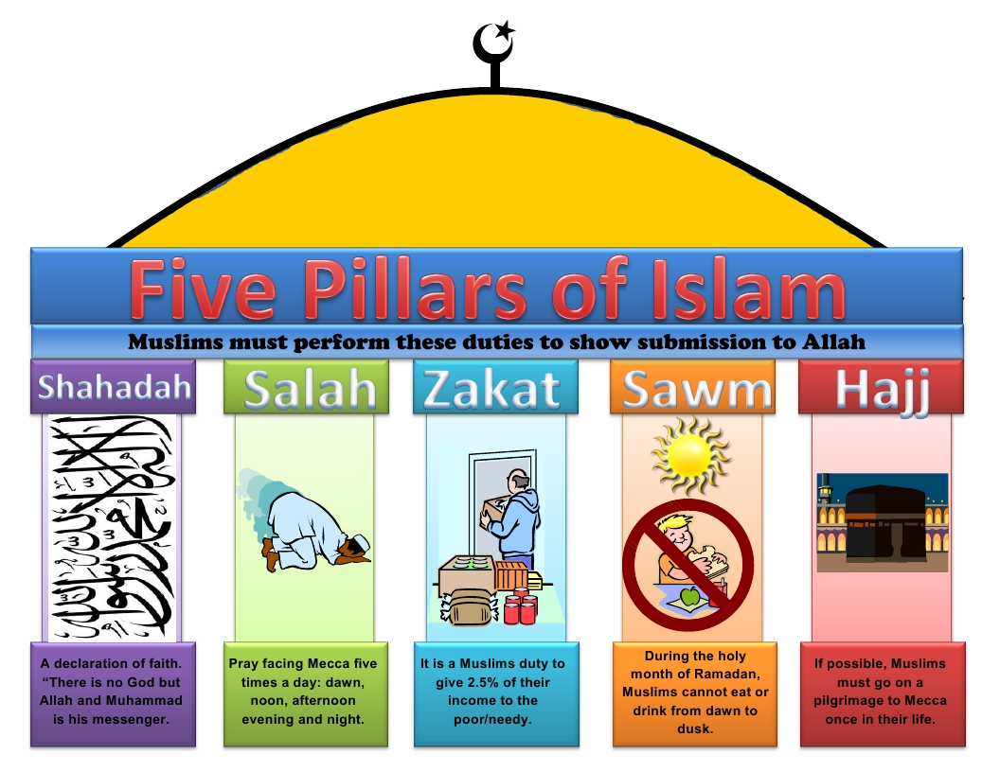 Five Pillars of Islam
Muslims must perform these duties to show submission to Allah
Shahadah
A declaration of faith.
“There is no God but
Allah and Muhammad
is his messenger.
Salah
Pray facing Mecca five
times a day: dawn,
noon, afternoon
evening and night.
Zakat
It is a Muslims duty to
give 2.5% of their
income to the
poor/needy.
Sawm
During the holy
month of Ramadan,
Muslims cannot eat or
drink from dawn to
dusk.
Hajj
If possible, Muslims
must go on a
pilgrimage to Mecca
once in their life.